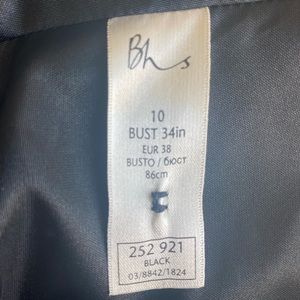 Bhs
10
BUST 34in
EUR 38
BUSTO / бюст
86cm
252 921
BLACK
03/8842/1824